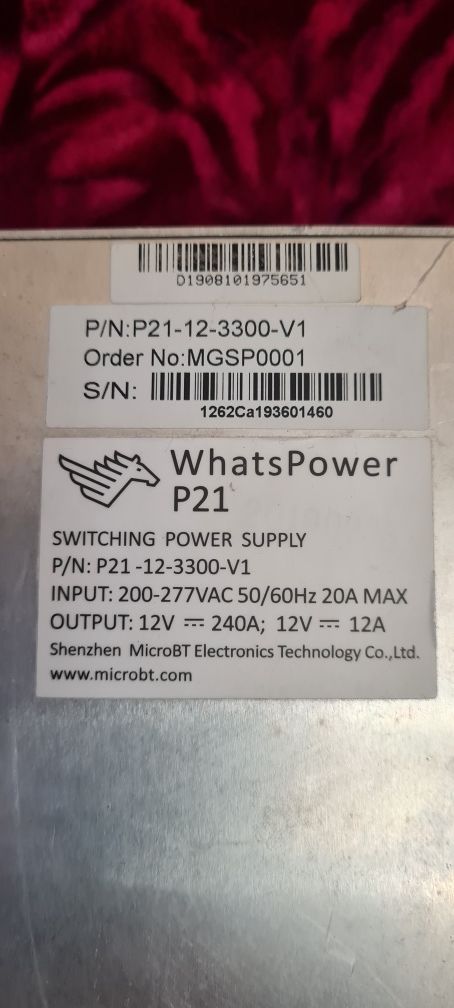 D1908101975651
P/N:P21-12-3300-V1
Order No:MGSP0001
S/N:
1262Ca193601460
WhatsPower
P21
SWITCHING POWER SUPPLY
P/N: P21 -12-3300-V1
INPUT: 200-277VAC 50/60Hz 20A MAX
OUTPUT: 12V ⎓ 240A; 12V ⎓ 12A
Shenzhen MicroBT Electronics Technology Co.,Ltd.
www.microbt.com